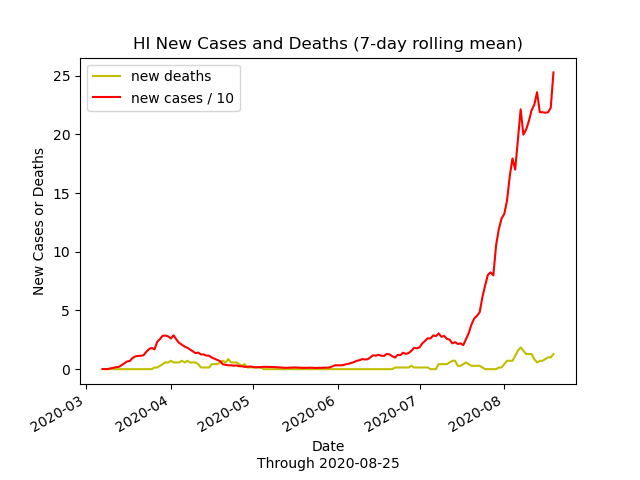 HI New Cases and Deaths (7-day rolling mean)
new deaths
new cases / 10
New Cases or Deaths
25
20
15
10
5
0
2020-03
2020-04
2020-05
2020-06
2020-07
2020-08
Date
Through 2020-08-25